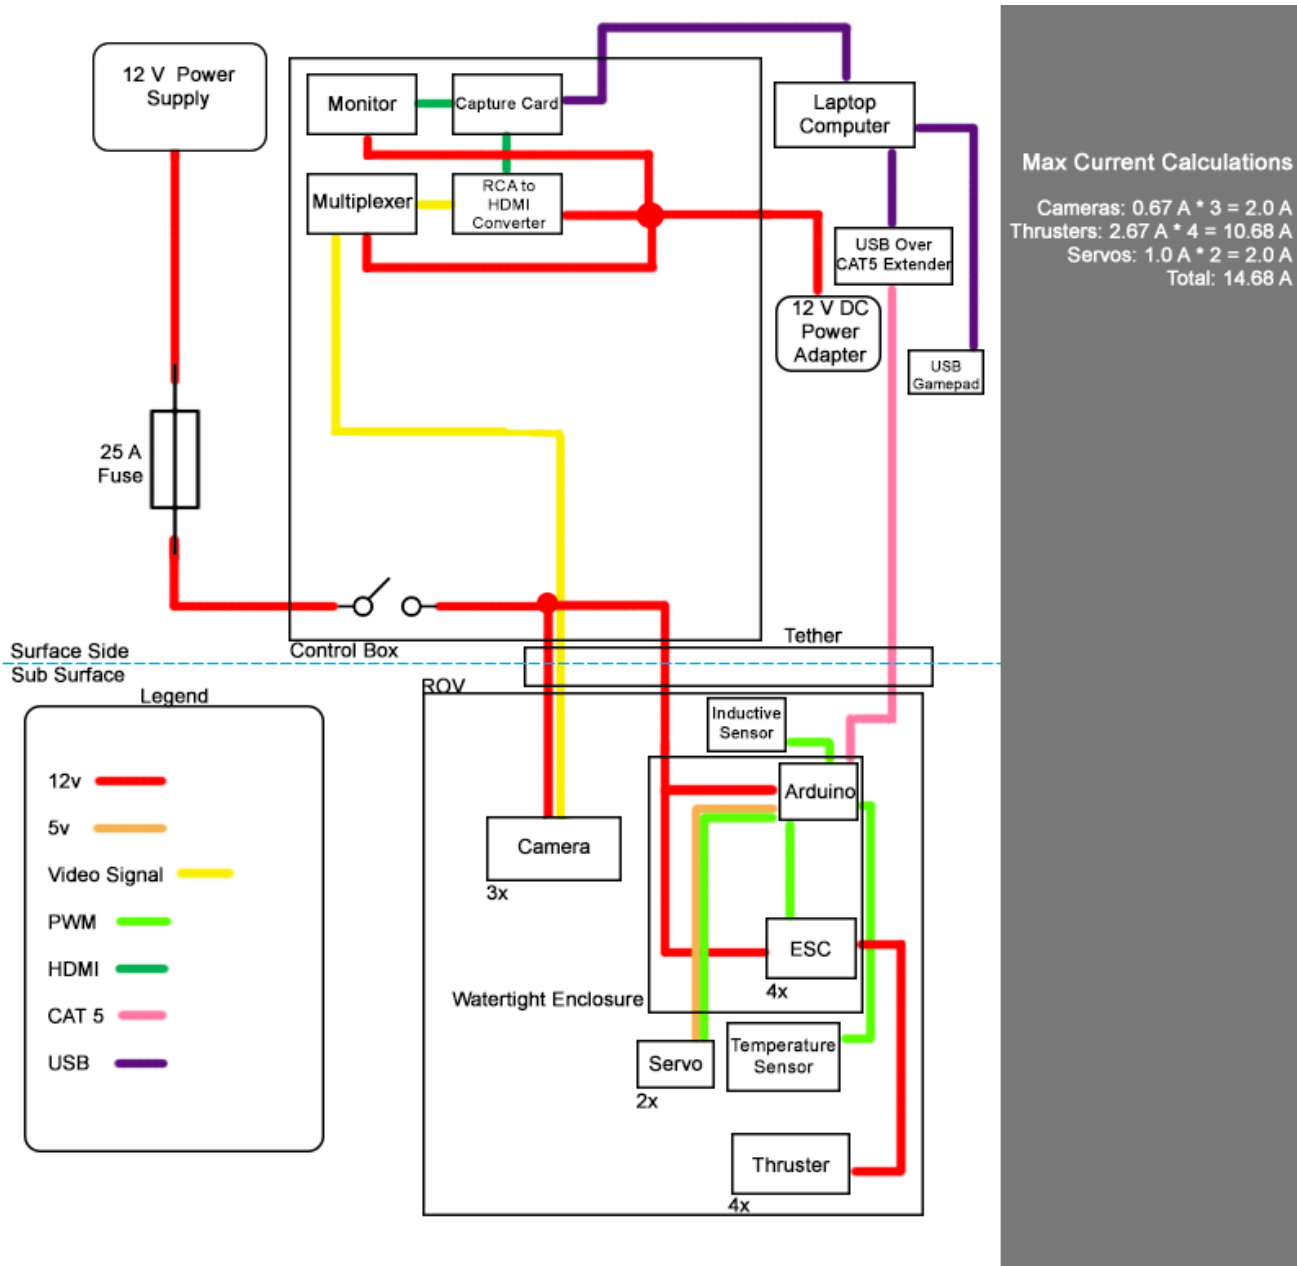 12 V  Power
Supply
Monitor
Capture Card
Multiplexer
RCA to
HDMI
Converter
Laptop
Computer
USB Over
CAT5 Extender
12 V DC
Power
Adapter
USB
Gamepad
25 A
Fuse
Control Box
Tether
Surface Side
Sub Surface
Legend
12v
5v
Video Signal
PWM
HDMI
CAT 5
USB
ROV
Inductive
Sensor
Arduino
Camera
3x
ESC
4x
Watertight Enclosure
Servo
2x
Temperature
Sensor
Thruster
4x
Max Current Calculations
Cameras: 0.67 A * 3 = 2.0 A
Thrusters: 2.67 A * 4 = 10.68 A
Servos: 1.0 A * 2 = 2.0 A
Total: 14.68 A